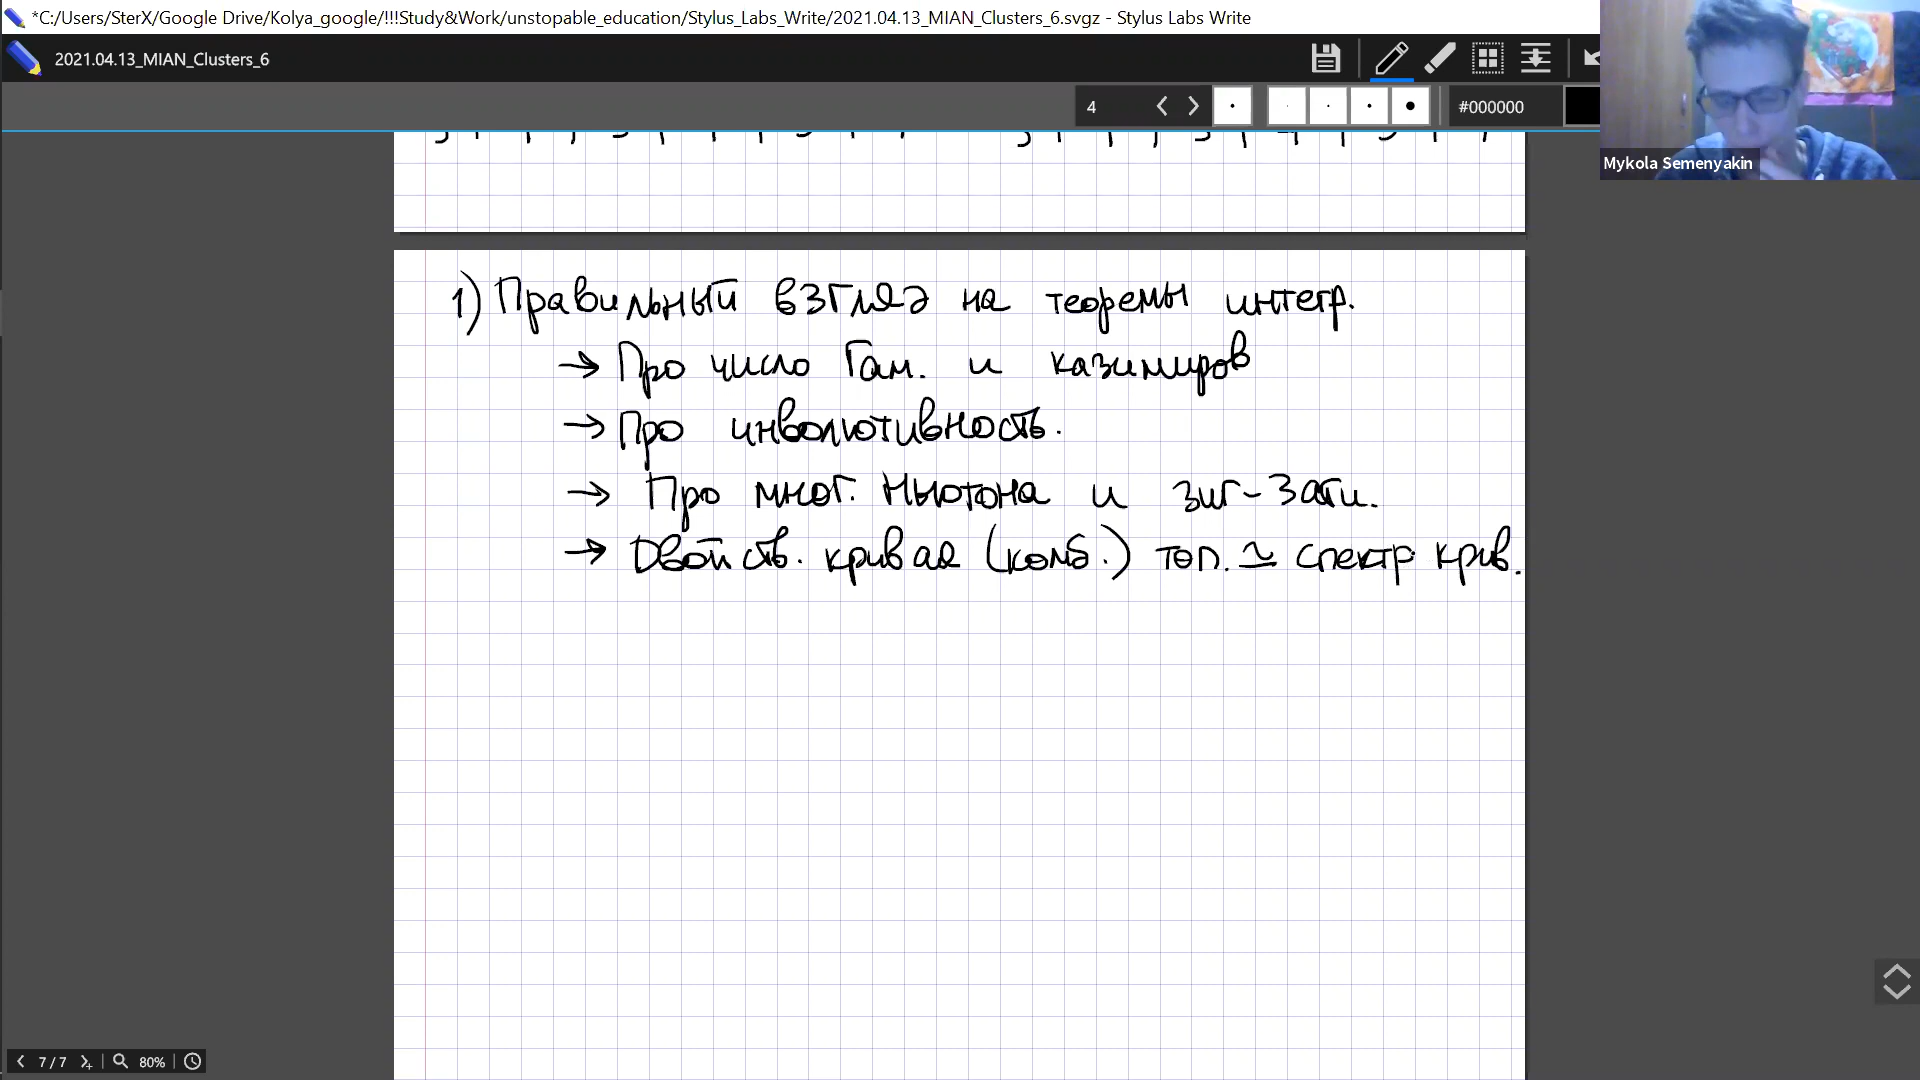 *C:/Users/SterX/Google Drive/Kolya_google/!!!Study&Work/unstopable_education/Stylus_Labs_Write/2021.04.13_MIAN_Clusters_6.svgz - Stylus Labs Write
2021.04.13_MIAN_Clusters_6
4
#000000
Mykola Semenyakin
1) Правильный взгляд на теоремы интегр.
→ Про число Гам. и казимиров
→ Про инволютивность.
→ Про мног. Ньютона и зиг-заги.
→ Двойств. кривая (комб.) топ. ≃ спектр крив.
7 / 7
80%